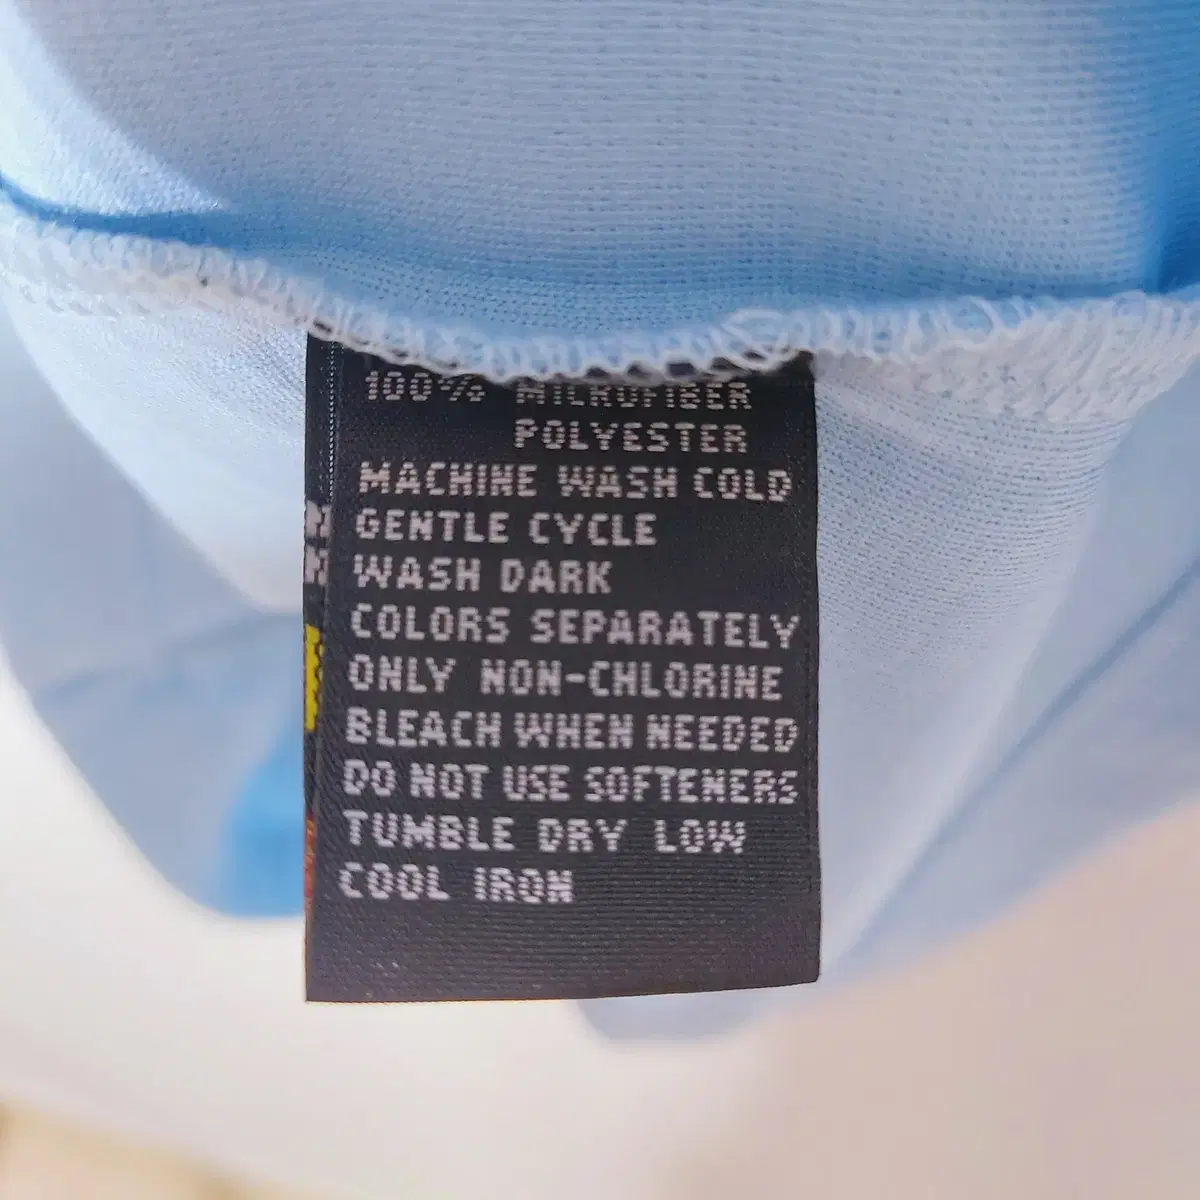 100% MICROFIBER
POLYESTER
MACHINE WASH COLD
GENTLE CYCLE
WASH DARK
COLORS SEPARATELY
ONLY NON-CHLORINE
BLEACH WHEN NEEDED
DO NOT USE SOFTENERS
TUMBLE DRY LOW
COOL IRON